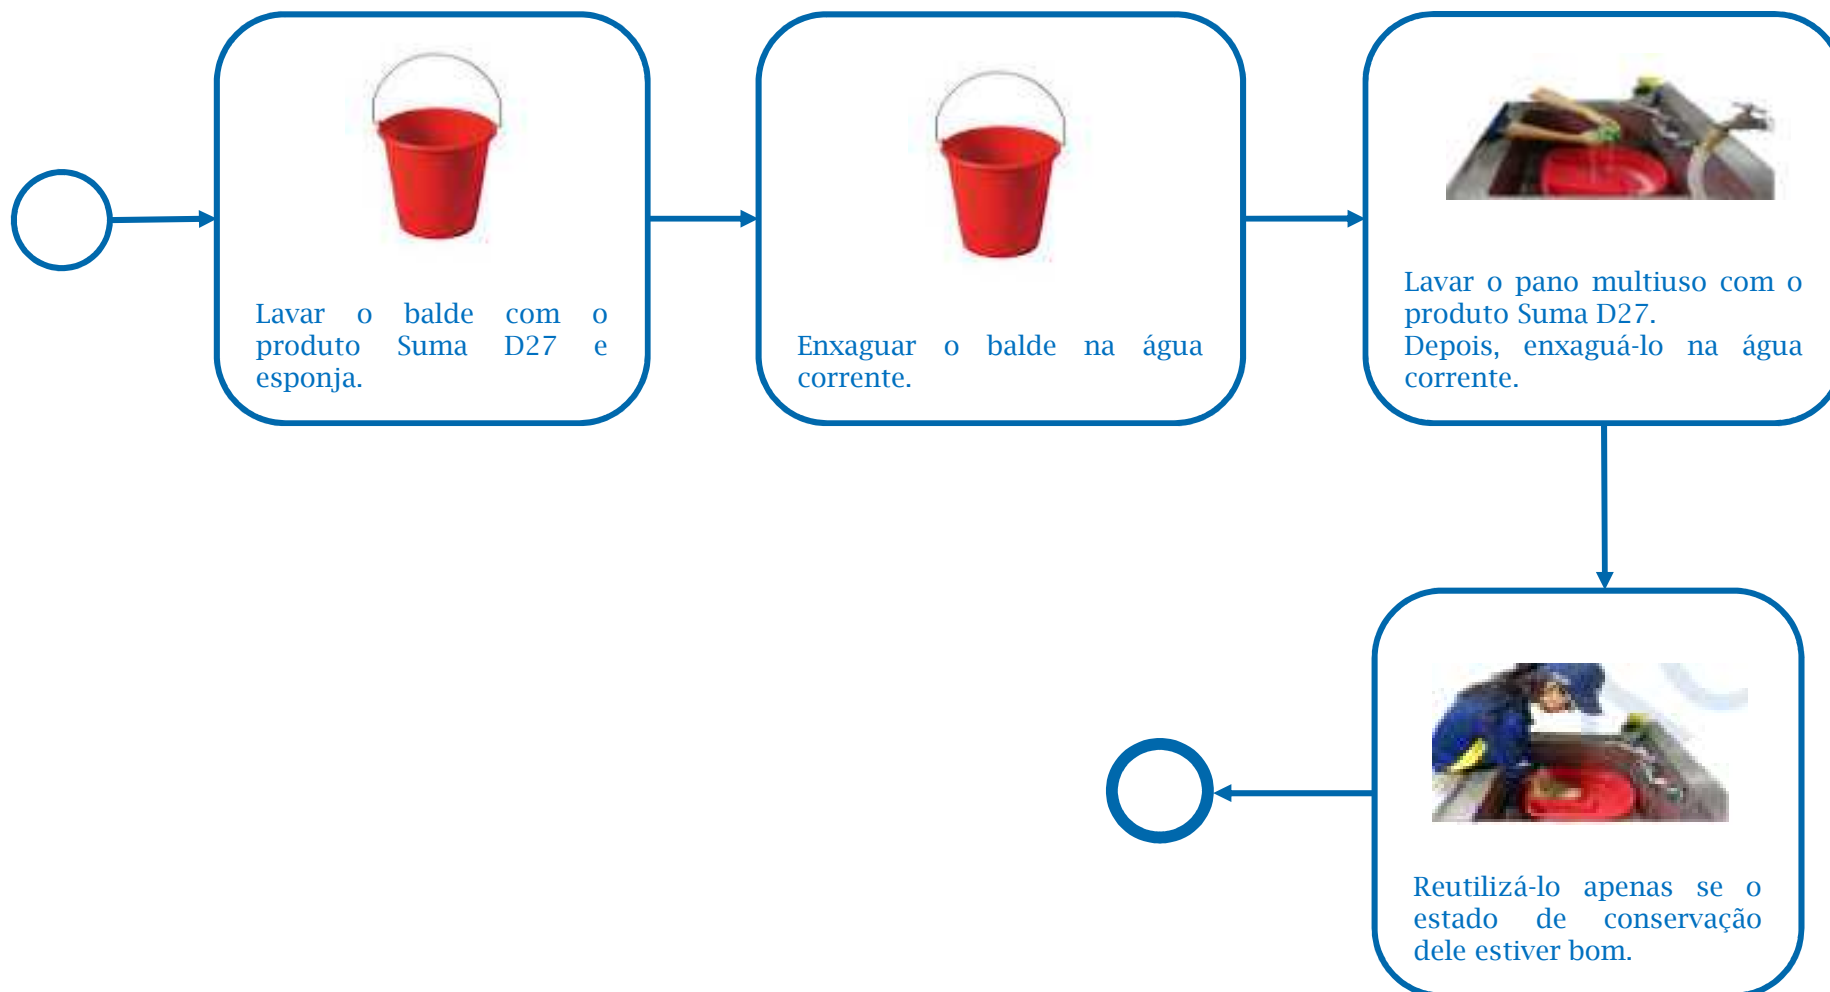 Lavar o balde com o
produto Suma D27 e
esponja.
Enxaguar o balde na água
corrente.
Lavar o pano multiuso com o
produto Suma D27.
Depois, enxaguá-lo na água
corrente.
Reutilizá-lo apenas se o
estado de conservação
dele estiver bom.